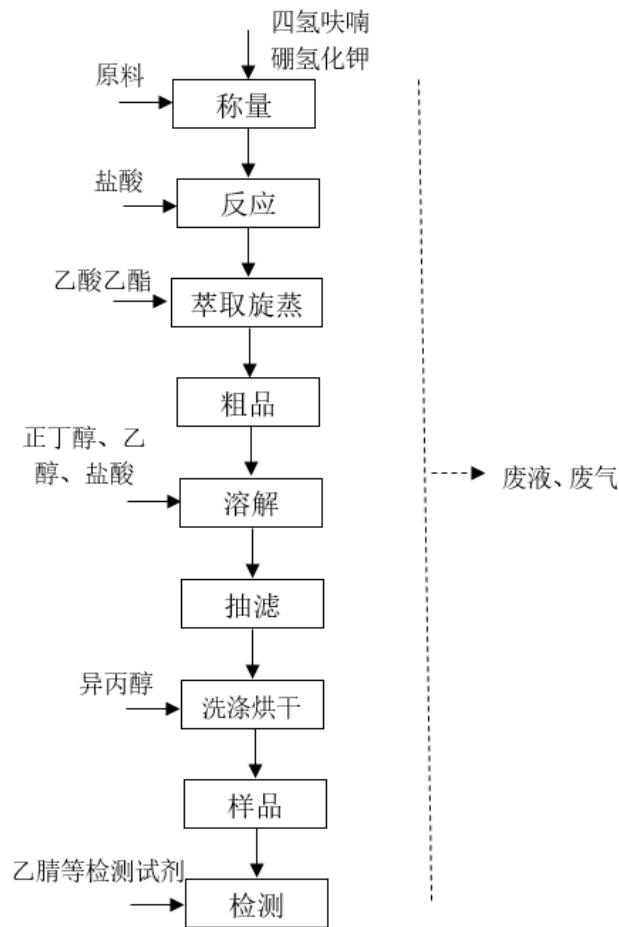 四氢呋喃
硼氢化钾
原料
称量
盐酸
反应
乙酸乙酯
萃取旋蒸
粗品
正丁醇、乙
醇、盐酸
溶解
废液、废气
抽滤
异丙醇
洗涤烘干
样品
乙腈等检测试剂
检测